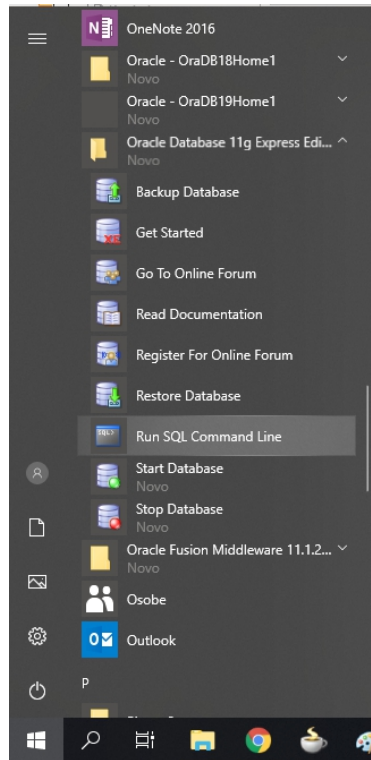 OneNote 2016
Oracle - OraDB18Home1
Novo
Oracle - OraDB19Home1
Novo
Oracle Database 11g Express Edi...
Novo
Backup Database
Get Started
Go To Online Forum
Read Documentation
Register For Online Forum
Restore Database
Run SQL Command Line
Start Database
Novo
Stop Database
Novo
Oracle Fusion Middleware 11.1.2...
Novo
Osobe
Outlook
P